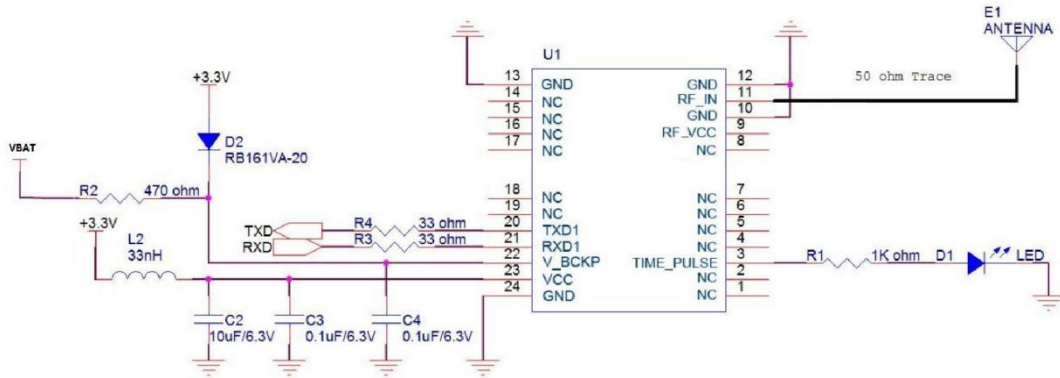 E1
ANTENNA
U1
50 ohm Trace
+3.3V
VBAT
D2
RB161VA-20
R2 470 ohm
+3.3V
L2
33nH
TXD R4 33 ohm
RXD R3 33 ohm
C2
10uF/6.3V
C3
0.1uF/6.3V
C4
0.1uF/6.3V
13 GND
14 NC
15 NC
16 NC
17 NC
18 NC
19 NC
20 TXD1
21 RXD1
22 V_BCKP
23 VCC
24 GND
GND 12
RF_IN 11
GND 10
RF_VCC 9
NC 8
NC 7
NC 6
NC 5
NC 4
TIME_PULSE 3
NC 2
NC 1
R1 1K ohm D1 LED